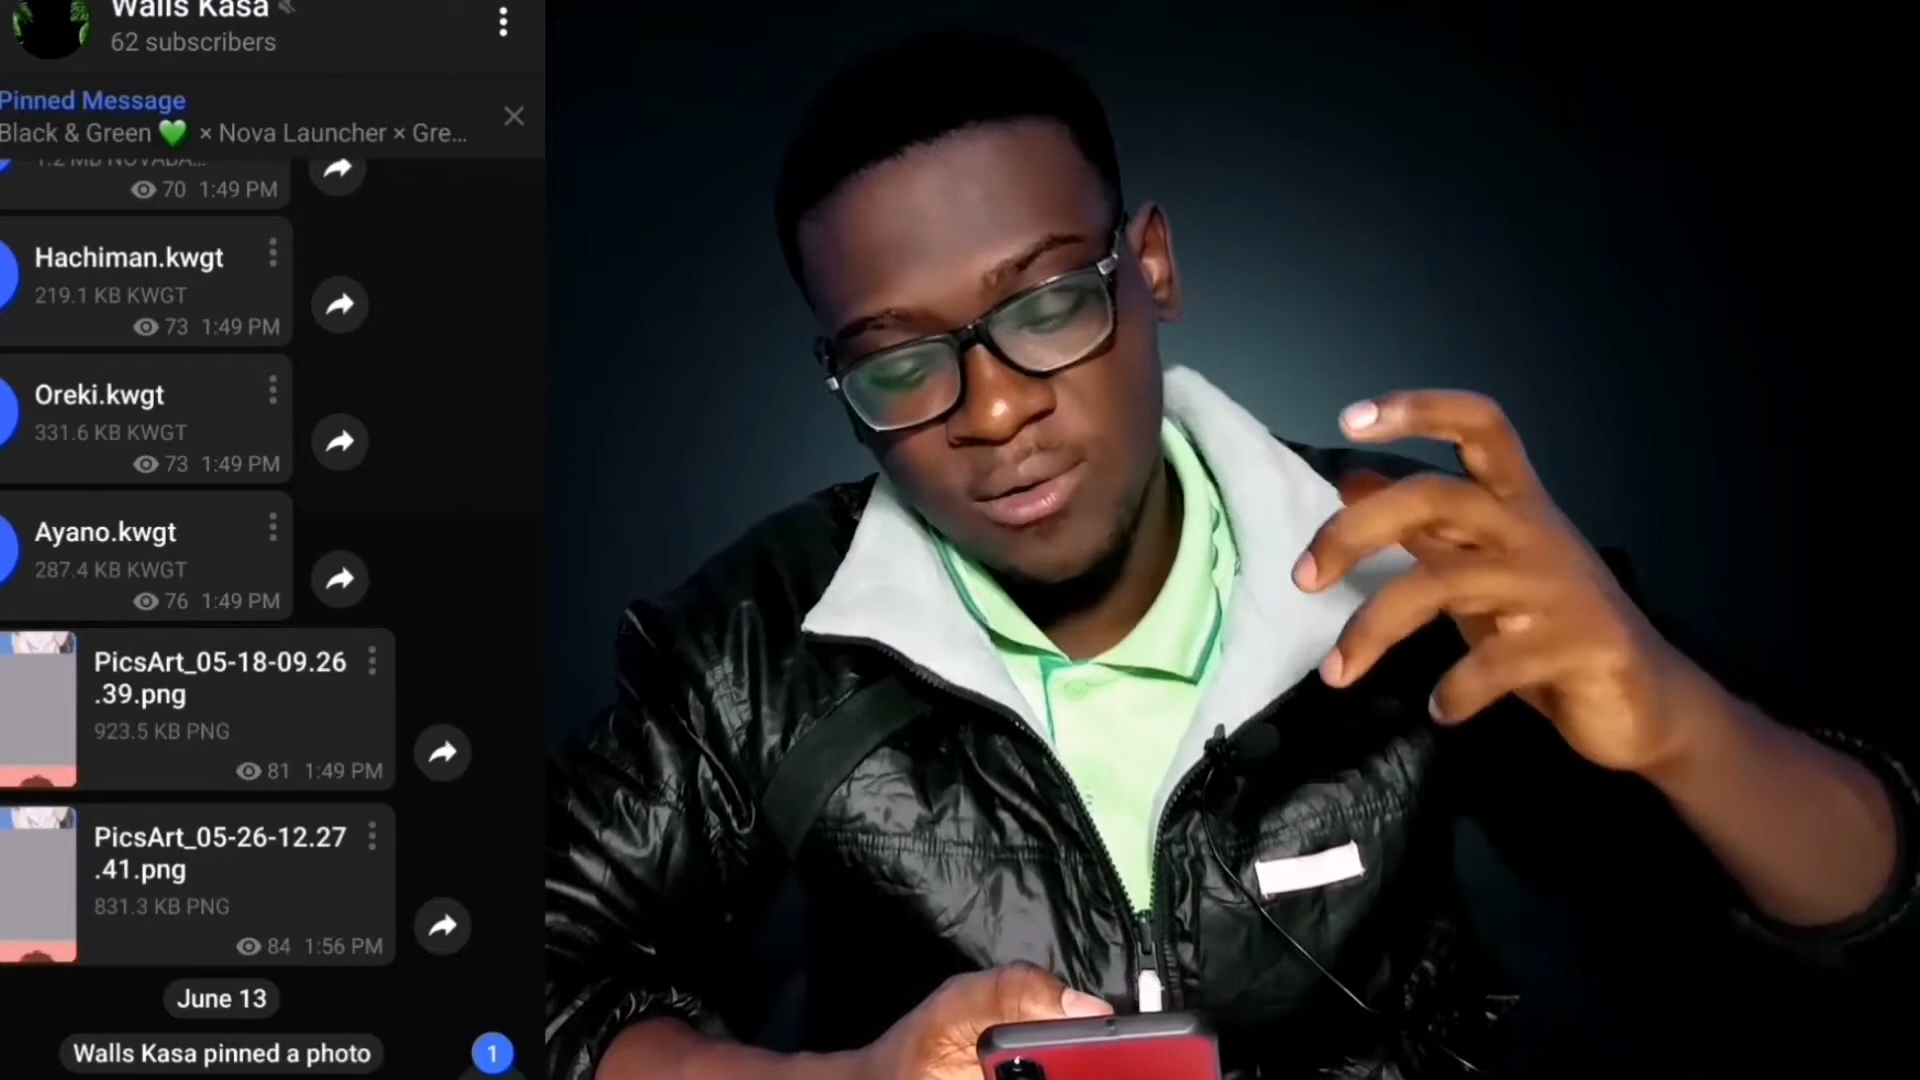 Walls Kasa
62 subscribers
Pinned Message
Black & Green 💚 × Nova Launcher × Gre...
1.2 MB NOVABA...
70 1:49 PM
Hachiman.kwgt
219.1 KB KWGT
73 1:49 PM
Oreki.kwgt
331.6 KB KWGT
73 1:49 PM
Ayano.kwgt
287.4 KB KWGT
76 1:49 PM
PicsArt_05-18-09.26
.39.png
923.5 KB PNG
81 1:49 PM
PicsArt_05-26-12.27
.41.png
831.3 KB PNG
84 1:56 PM
June 13
Walls Kasa pinned a photo
1